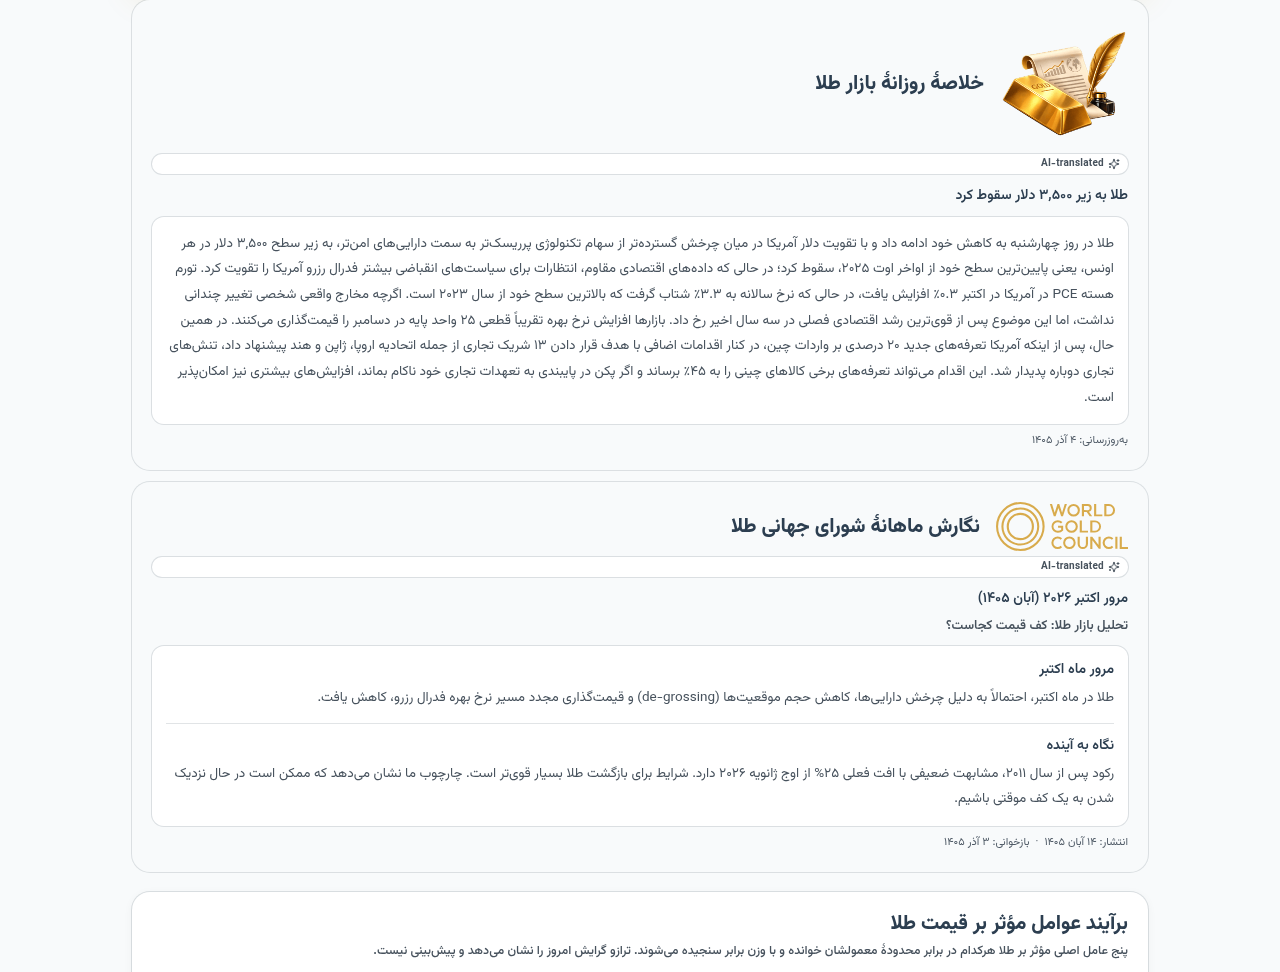 GOLD
خلاصهٔ روزانهٔ بازار طلا
AI-translated
طلا به زیر ۳,۵۰۰ دلار سقوط کرد
طلا در روز چهارشنبه به کاهش خود ادامه داد و با تقویت دلار آمریکا در میان چرخش گسترده‌تر از سهام تکنولوژی پرریسک‌تر به سمت دارایی‌های امن‌تر، به زیر سطح ۳,۵۰۰ دلار در هر
اونس، یعنی پایین‌ترین سطح خود از اواخر اوت ۲۰۲۵، سقوط کرد؛ در حالی که داده‌های اقتصادی مقاوم، انتظارات برای سیاست‌های انقباضی بیشتر فدرال رزرو آمریکا را تقویت کرد. تورم
هسته PCE در آمریکا در اکتبر ۰.۳٪ افزایش یافت، در حالی که نرخ سالانه به ۳.۳٪ شتاب گرفت که بالاترین سطح خود از سال ۲۰۲۳ است. اگرچه مخارج واقعی شخصی تغییر چندانی
نداشت، اما این موضوع پس از قوی‌ترین رشد اقتصادی فصلی در سه سال اخیر رخ داد. بازارها افزایش نرخ بهره تقریباً قطعی ۲۵ واحد پایه در دسامبر را قیمت‌گذاری می‌کنند. در همین
حال، پس از اینکه آمریکا تعرفه‌های جدید ۲۰ درصدی بر واردات چین، در کنار اقدامات اضافی با هدف قرار دادن ۱۳ شریک تجاری از جمله اتحادیه اروپا، ژاپن و هند پیشنهاد داد، تنش‌های
تجاری دوباره پدیدار شد. این اقدام می‌تواند تعرفه‌های برخی کالاهای چینی را به ۴۵٪ برساند و اگر پکن در پایبندی به تعهدات تجاری خود ناکام بماند، افزایش‌های بیشتری نیز امکان‌پذیر
است.
به‌روزرسانی: ۴ آذر ۱۴۰۵
WORLD
GOLD
COUNCIL
نگارش ماهانهٔ شورای جهانی طلا
AI-translated
مرور اکتبر ۲۰۲۶ (آبان ۱۴۰۵)
تحلیل بازار طلا: کف قیمت کجاست؟
مرور ماه اکتبر
طلا در ماه اکتبر، احتمالاً به دلیل چرخش دارایی‌ها، کاهش حجم موقعیت‌ها (de-grossing) و قیمت‌گذاری مجدد مسیر نرخ بهره فدرال رزرو، کاهش یافت.
نگاه به آینده
رکود پس از سال ۲۰۱۱، مشابهت ضعیفی با افت فعلی ۲۵% از اوج ژانویه ۲۰۲۶ دارد. شرایط برای بازگشت طلا بسیار قوی‌تر است. چارچوب ما نشان می‌دهد که ممکن است در حال نزدیک
شدن به یک کف موقتی باشیم.
انتشار: ۱۴ آبان ۱۴۰۵ · بازخوانی: ۳ آذر ۱۴۰۵
برآیند عوامل مؤثر بر قیمت طلا
پنج عامل اصلی مؤثر بر طلا هرکدام در برابر محدودهٔ معمولشان خوانده و با وزن برابر سنجیده می‌شوند. ترازو گرایش امروز را نشان می‌دهد و پیش‌بینی نیست.